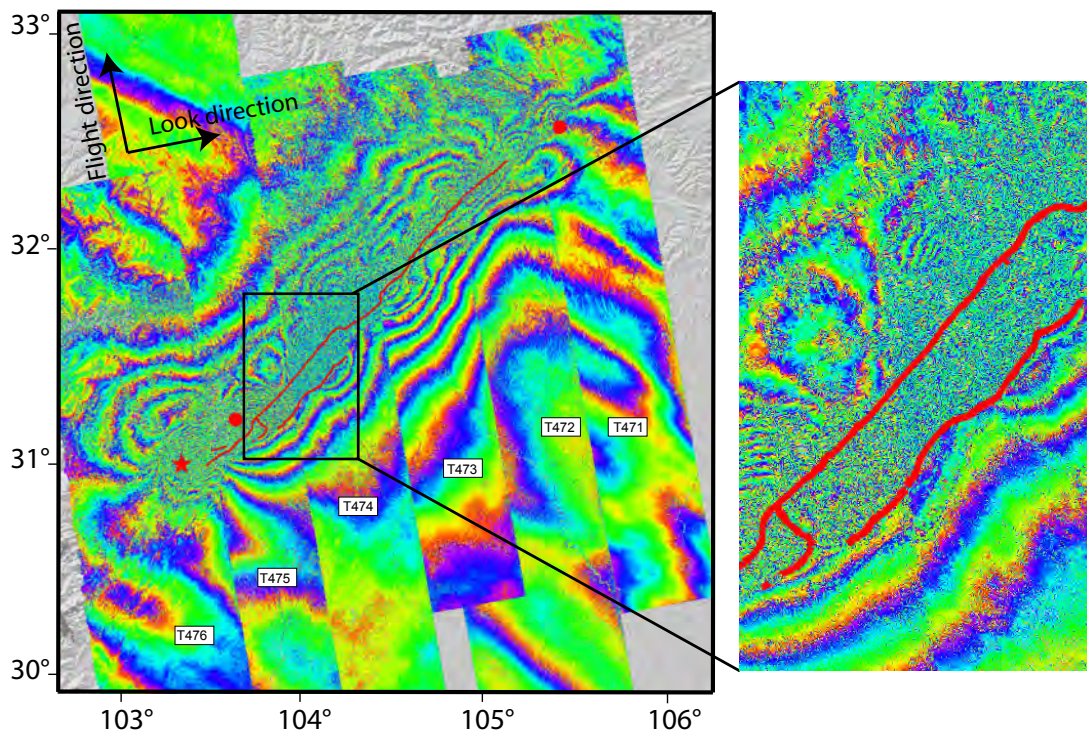 33°
Flight direction
Look direction
32°
T472
T471
T473
31°
T474
T475
T476
30°
103°
104°
105°
106°